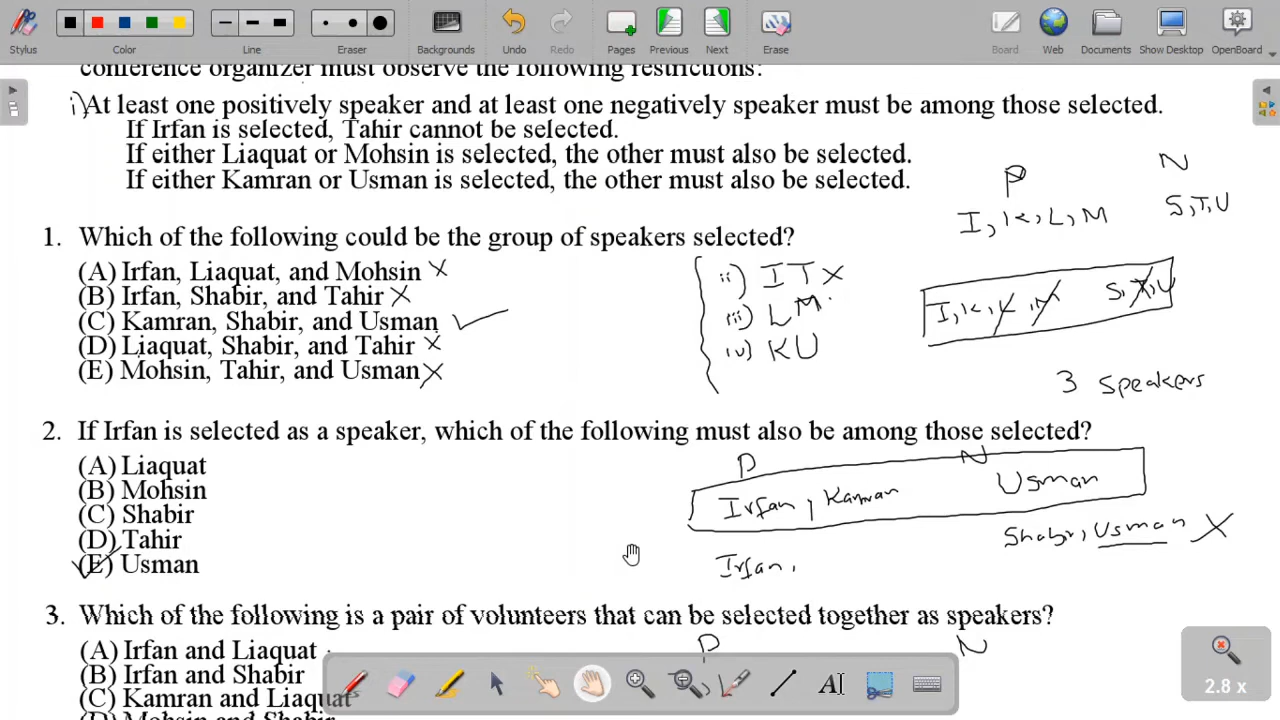 Stylus
Color
Line
Eraser
Backgrounds
Undo
Redo
Pages
Previous
Next
Erase
Board
Web
Documents
Show Desktop
OpenBoard
conference organizer must observe the following restrictions:
i) At least one positively speaker and at least one negatively speaker must be among those selected.
If Irfan is selected, Tahir cannot be selected.
If either Liaquat or Mohsin is selected, the other must also be selected.
If either Kamran or Usman is selected, the other must also be selected.
P N
I, K, L, M S, T, U
1. Which of the following could be the group of speakers selected?
(A) Irfan, Liaquat, and Mohsin X
(B) Irfan, Shabir, and Tahir X
(C) Kamran, Shabir, and Usman ✓
(D) Liaquat, Shabir, and Tahir X
(E) Mohsin, Tahir, and Usman X
ii) I T X
iii) L M
iv) K U
I, K, L, M S, T, U
3 speakers
2. If Irfan is selected as a speaker, which of the following must also be among those selected?
(A) Liaquat
(B) Mohsin
(C) Shabir
(D) Tahir
(E) Usman
P N
Irfan, Kamran Usman
Shabir, Usman X
Irfan,
3. Which of the following is a pair of volunteers that can be selected together as speakers?
P N
(A) Irfan and Liaquat
(B) Irfan and Shabir
(C) Kamran and Liaquat
(D) Mohsin and Shabir
2.8 x